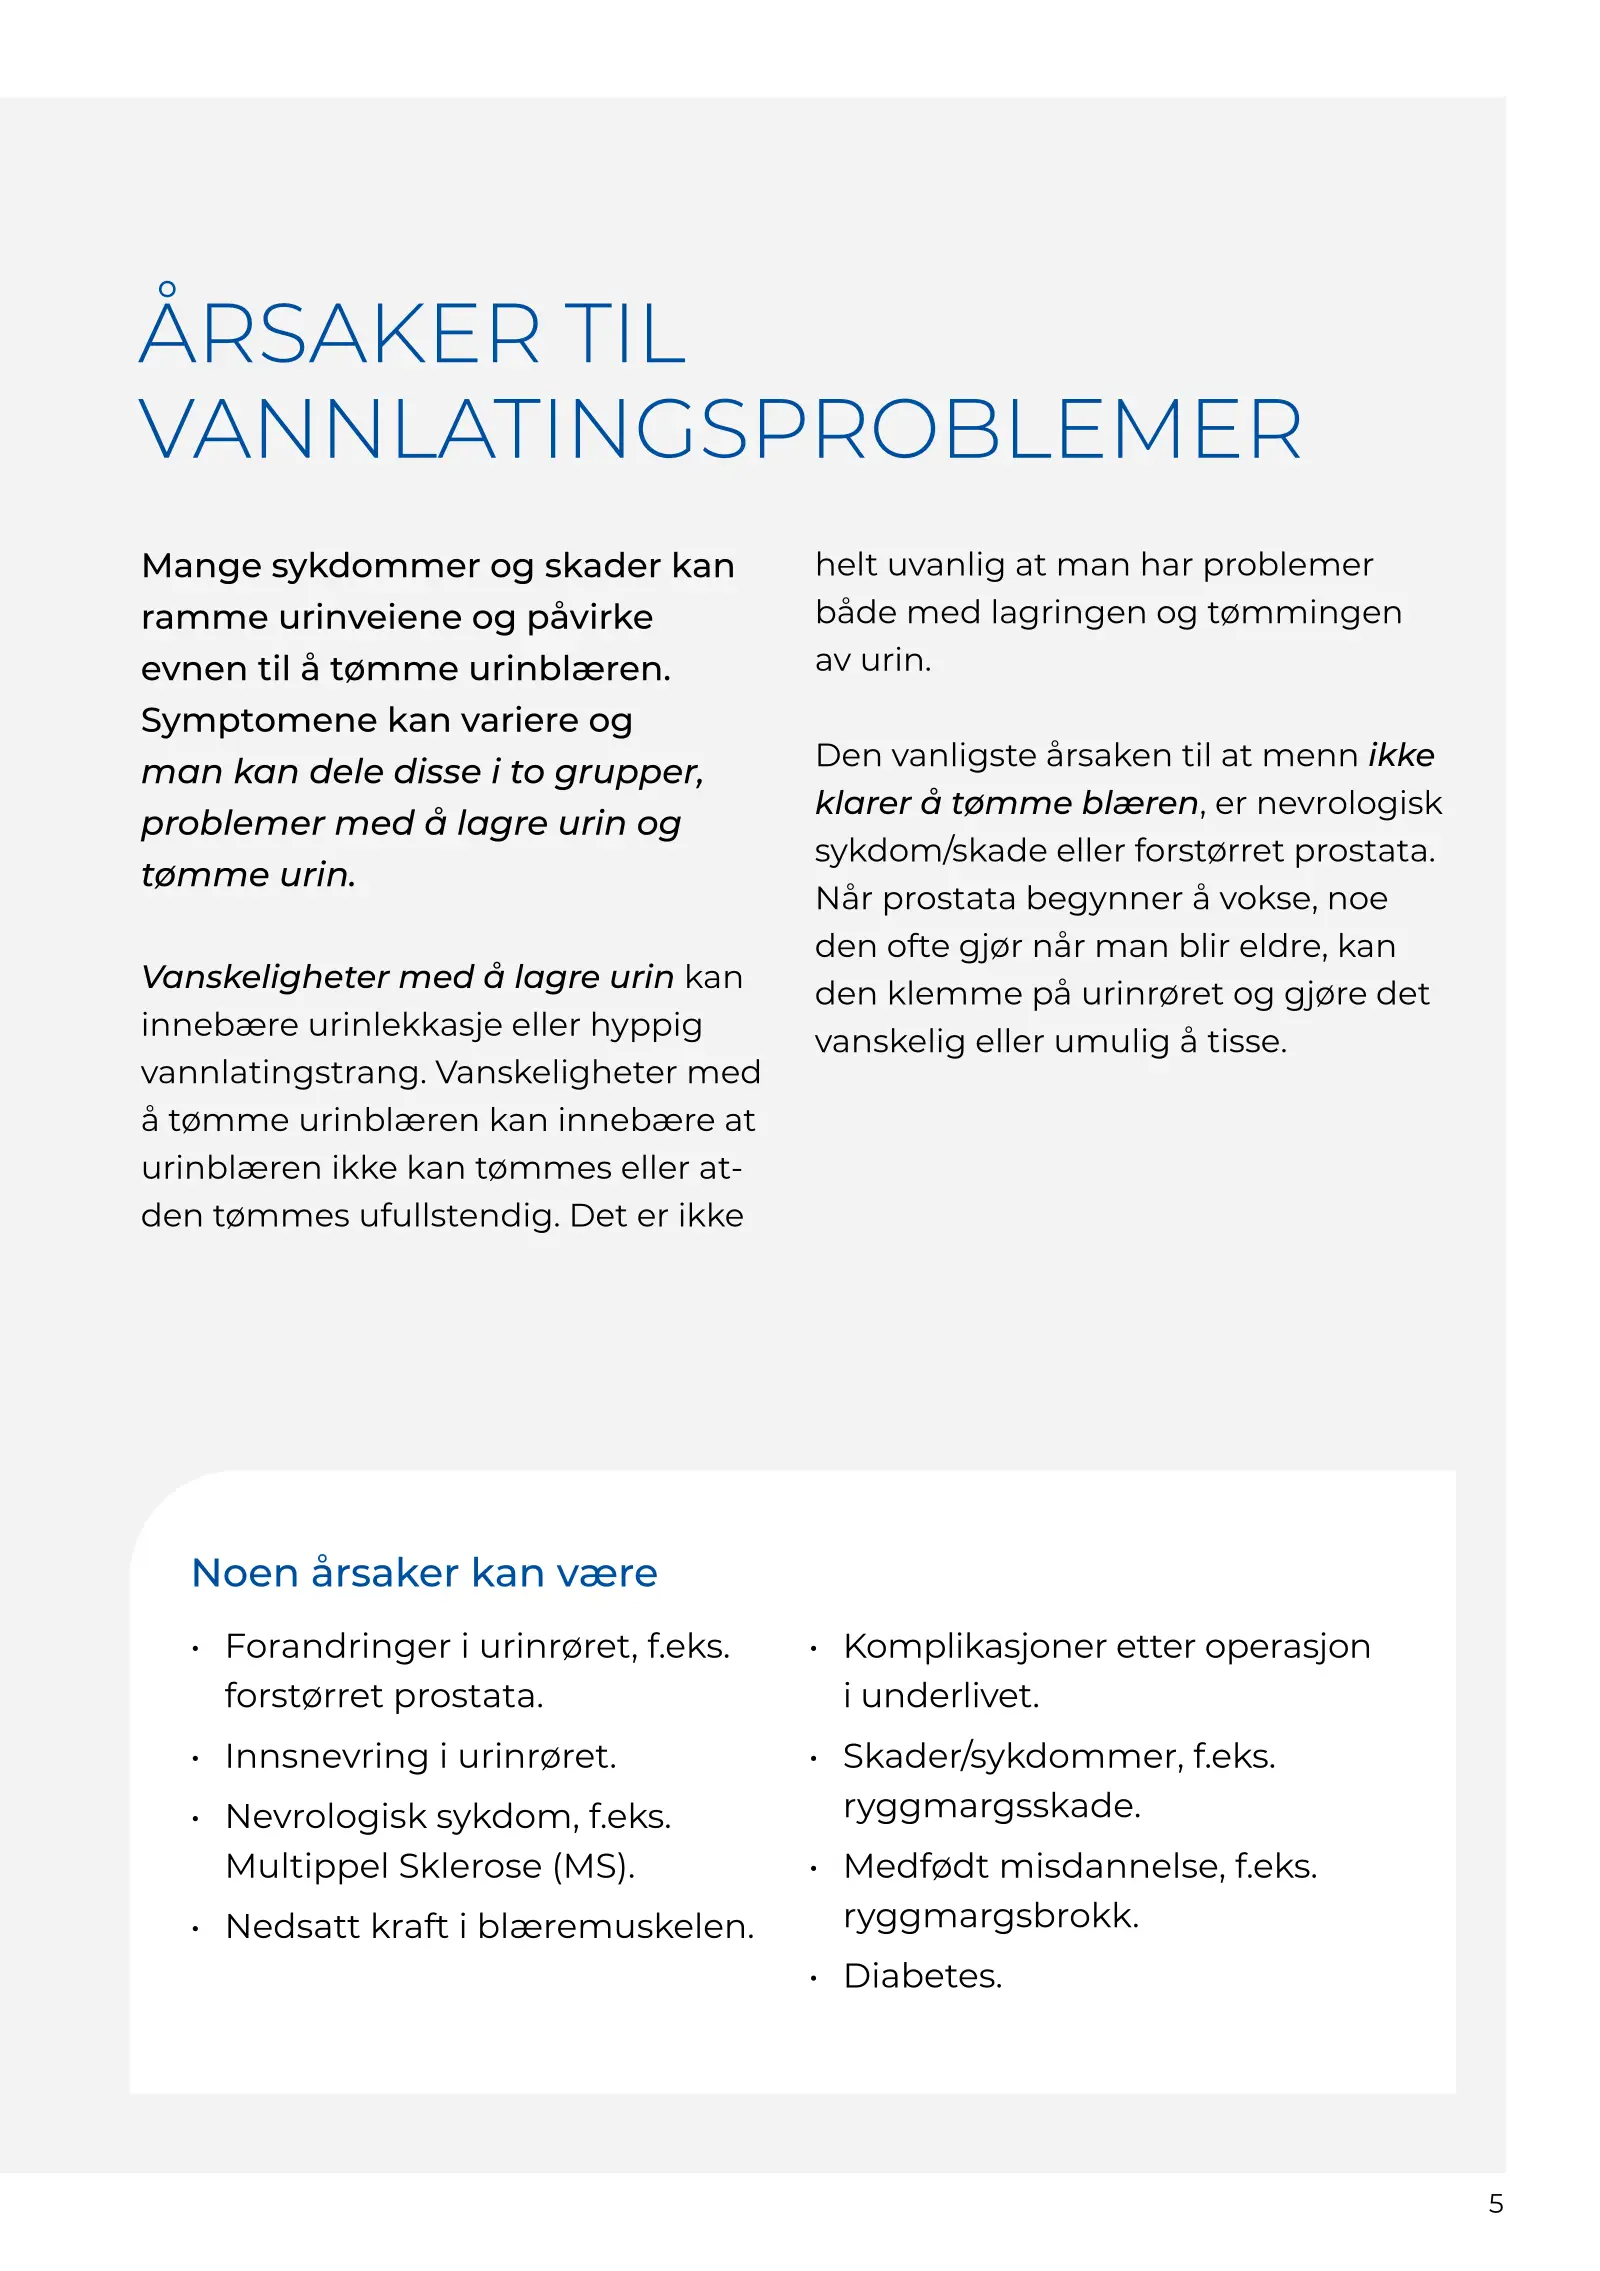 ÅRSAKER TIL
VANNLATINGSPROBLEMER
Mange sykdommer og skader kan
ramme urinveiene og påvirke
evnen til å tømme urinblæren.
Symptomene kan variere og
man kan dele disse i to grupper,
problemer med å lagre urin og
tømme urin.
Vanskeligheter med å lagre urin kan
innebære urinlekkasje eller hyppig
vannlatingstrang. Vanskeligheter med
å tømme urinblæren kan innebære at
urinblæren ikke kan tømmes eller at-
den tømmes ufullstendig. Det er ikke
helt uvanlig at man har problemer
både med lagringen og tømmingen
av urin.
Den vanligste årsaken til at menn ikke
klarer å tømme blæren, er nevrologisk
sykdom/skade eller forstørret prostata.
Når prostata begynner å vokse, noe
den ofte gjør når man blir eldre, kan
den klemme på urinrøret og gjøre det
vanskelig eller umulig å tisse.
Noen årsaker kan være
• Forandringer i urinrøret, f.eks.
forstørret prostata.
• Innsnevring i urinrøret.
• Nevrologisk sykdom, f.eks.
Multippel Sklerose (MS).
• Nedsatt kraft i blæremuskelen.
• Komplikasjoner etter operasjon
i underlivet.
• Skader/sykdommer, f.eks.
ryggmargsskade.
• Medfødt misdannelse, f.eks.
ryggmargsbrokk.
• Diabetes.
5